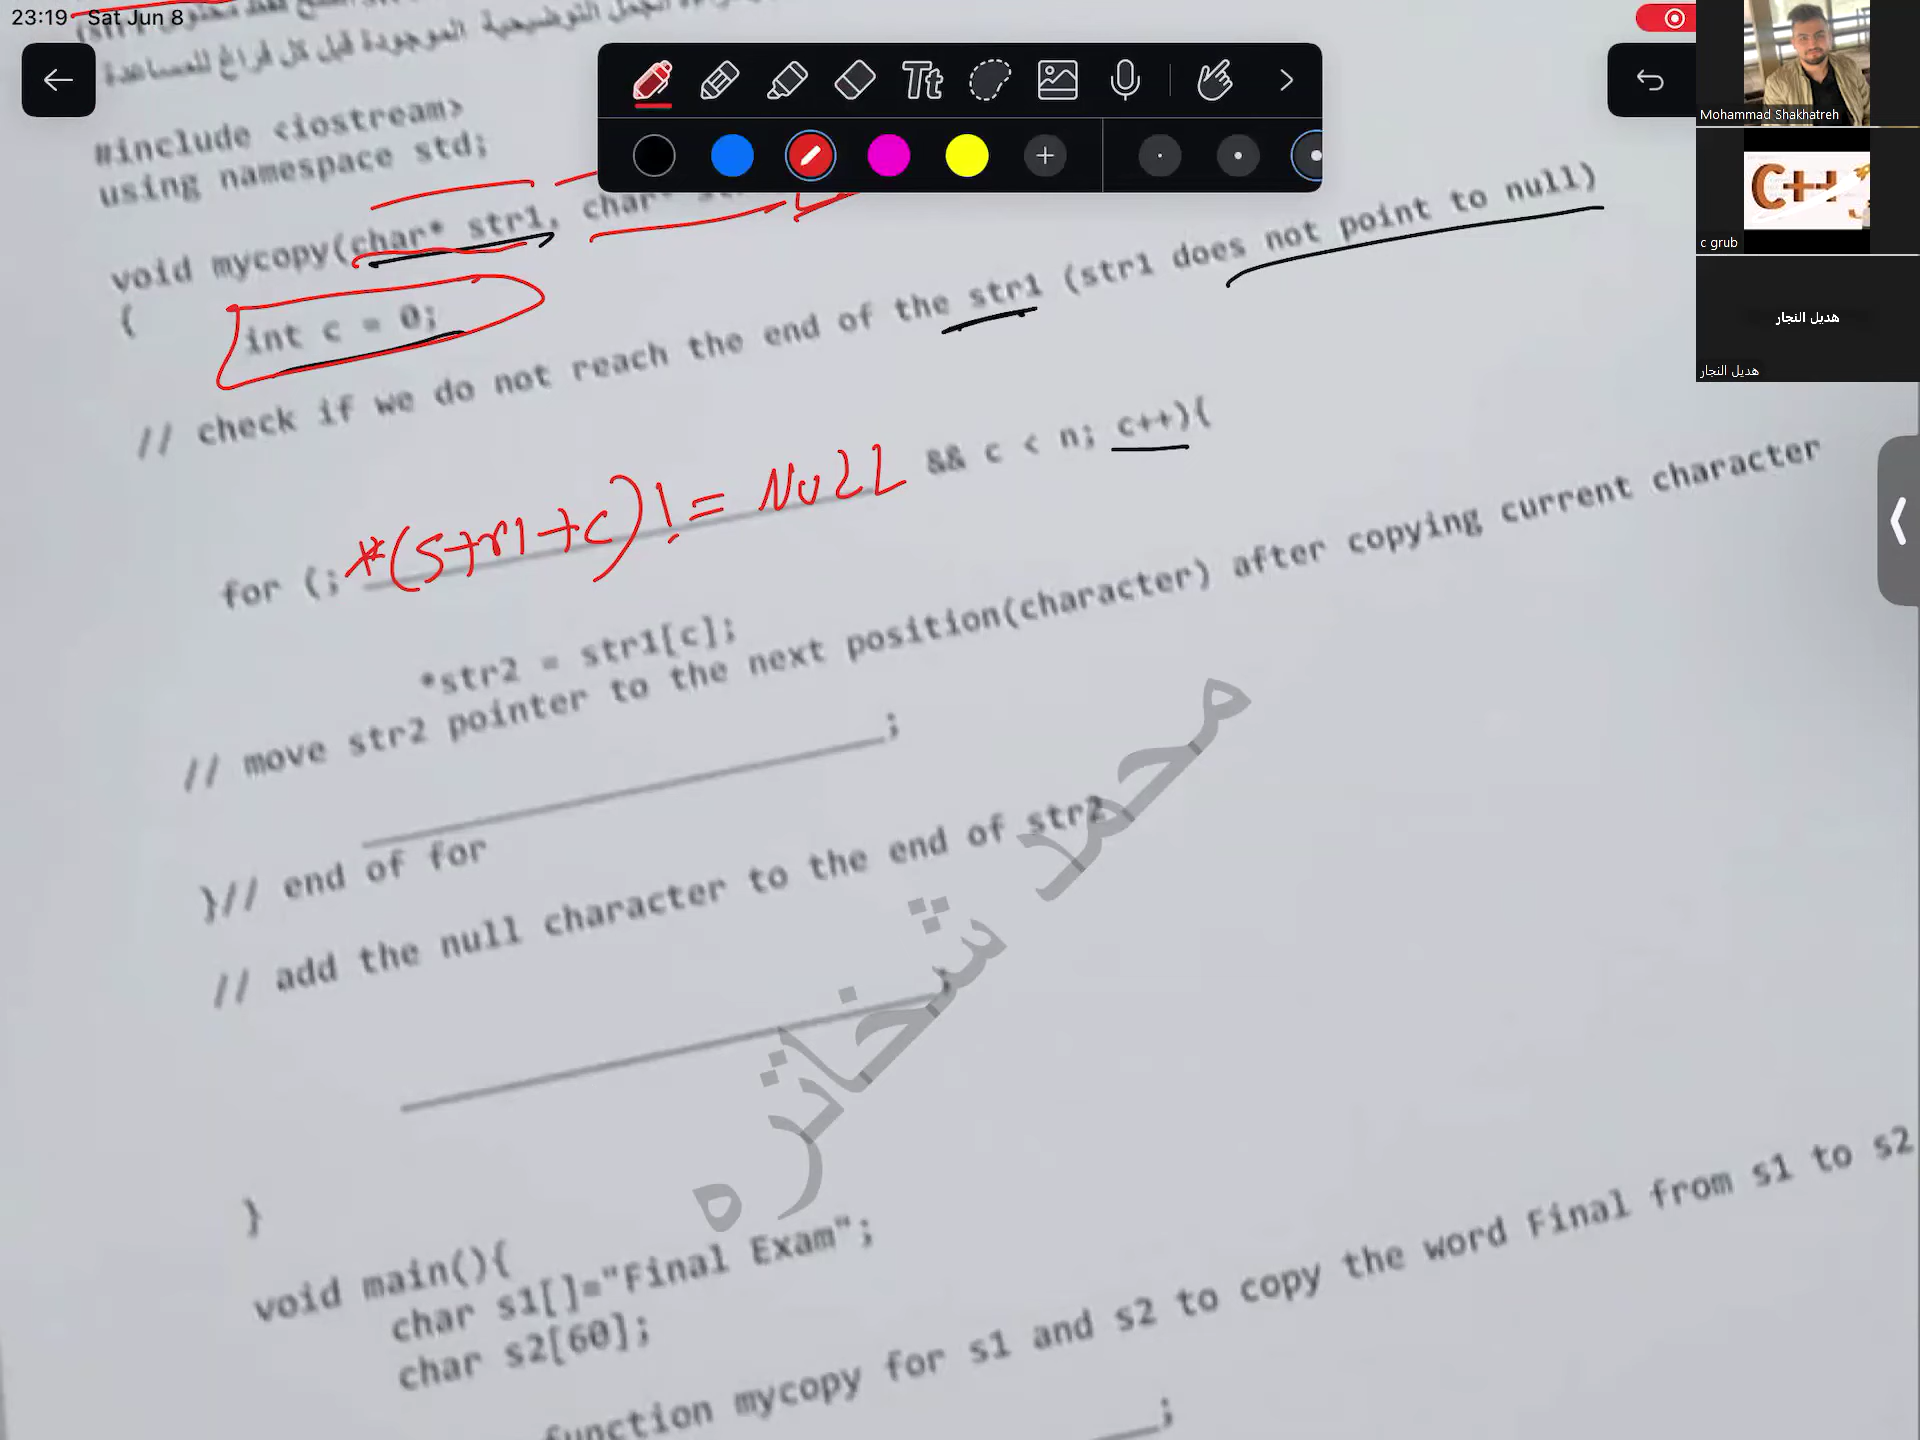 23:19 Sat Jun 8
الجمل التوضيحية الموجودة قبل كل فراغ للمساعدة
Tt
Mohammad Shakhatreh
C++
c grub
هديل النجار
هديل النجار
#include <iostream>
using namespace std;
void mycopy(char* str1, char*
{ int c = 0;
// check if we do not reach the end of the str1 (str1 does not point to null)
for (; *(str1+c) != NULL && c < n; c++){
*str2 = str1[c];
// move str2 pointer to the next position(character) after copying current character
;
}// end of for
// add the null character to the end of str2
;
محمد شخاتره
}
void main(){
char s1[]="Final Exam";
char s2[60];
function mycopy for s1 and s2 to copy the word Final from s1 to s2
;